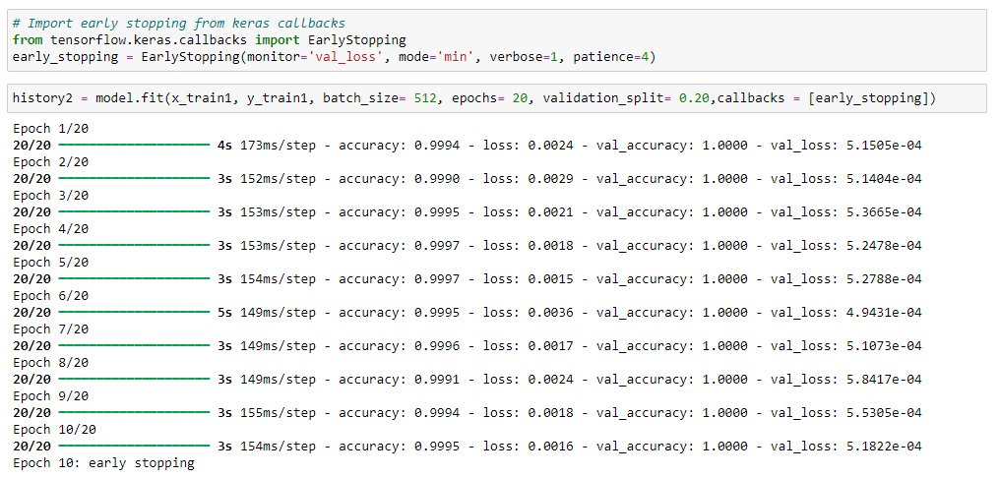 # Import early stopping from keras callbacks
from tensorflow.keras.callbacks import EarlyStopping
early_stopping = EarlyStopping(monitor='val_loss', mode='min', verbose=1, patience=4)
history2 = model.fit(x_train1, y_train1, batch_size= 512, epochs= 20, validation_split= 0.20,callbacks = [early_stopping])
Epoch 1/20
20/20 ━━━━━━━━━━━━━━━━━━━━ 4s 173ms/step - accuracy: 0.9994 - loss: 0.0024 - val_accuracy: 1.0000 - val_loss: 5.1505e-04
Epoch 2/20
20/20 ━━━━━━━━━━━━━━━━━━━━ 3s 152ms/step - accuracy: 0.9990 - loss: 0.0029 - val_accuracy: 1.0000 - val_loss: 5.1404e-04
Epoch 3/20
20/20 ━━━━━━━━━━━━━━━━━━━━ 3s 153ms/step - accuracy: 0.9995 - loss: 0.0021 - val_accuracy: 1.0000 - val_loss: 5.3665e-04
Epoch 4/20
20/20 ━━━━━━━━━━━━━━━━━━━━ 3s 153ms/step - accuracy: 0.9997 - loss: 0.0018 - val_accuracy: 1.0000 - val_loss: 5.2478e-04
Epoch 5/20
20/20 ━━━━━━━━━━━━━━━━━━━━ 3s 154ms/step - accuracy: 0.9997 - loss: 0.0015 - val_accuracy: 1.0000 - val_loss: 5.2788e-04
Epoch 6/20
20/20 ━━━━━━━━━━━━━━━━━━━━ 5s 149ms/step - accuracy: 0.9995 - loss: 0.0036 - val_accuracy: 1.0000 - val_loss: 4.9431e-04
Epoch 7/20
20/20 ━━━━━━━━━━━━━━━━━━━━ 3s 149ms/step - accuracy: 0.9996 - loss: 0.0017 - val_accuracy: 1.0000 - val_loss: 5.1073e-04
Epoch 8/20
20/20 ━━━━━━━━━━━━━━━━━━━━ 3s 149ms/step - accuracy: 0.9991 - loss: 0.0024 - val_accuracy: 1.0000 - val_loss: 5.8417e-04
Epoch 9/20
20/20 ━━━━━━━━━━━━━━━━━━━━ 3s 155ms/step - accuracy: 0.9994 - loss: 0.0018 - val_accuracy: 1.0000 - val_loss: 5.5305e-04
Epoch 10/20
20/20 ━━━━━━━━━━━━━━━━━━━━ 3s 154ms/step - accuracy: 0.9995 - loss: 0.0016 - val_accuracy: 1.0000 - val_loss: 5.1822e-04
Epoch 10: early stopping